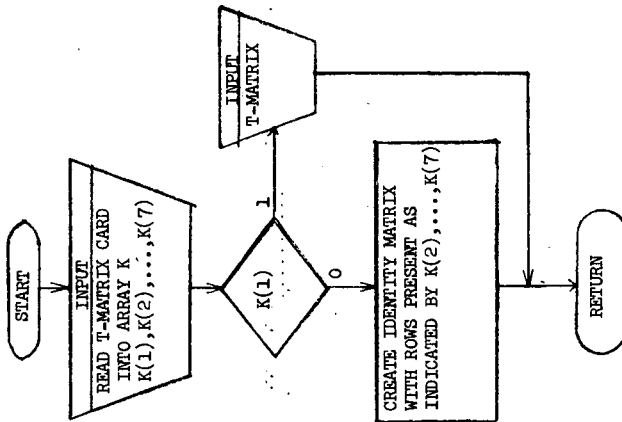 START
INPUT
READ T-MATRIX CARD
INTO ARRAY K
K(1),K(2),...,K(7)
K(1)
1
INPUT
T-MATRIX
0
CREATE IDENTITY MATRIX
WITH ROWS PRESENT AS
INDICATED BY K(2),...,K(7)
RETURN